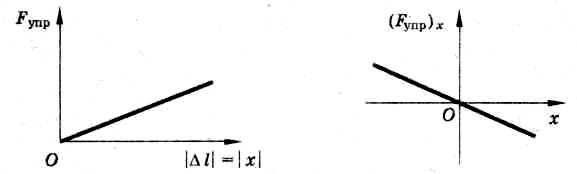 Fупр
O
|Δl| = |x|
(Fупр)x
O
x